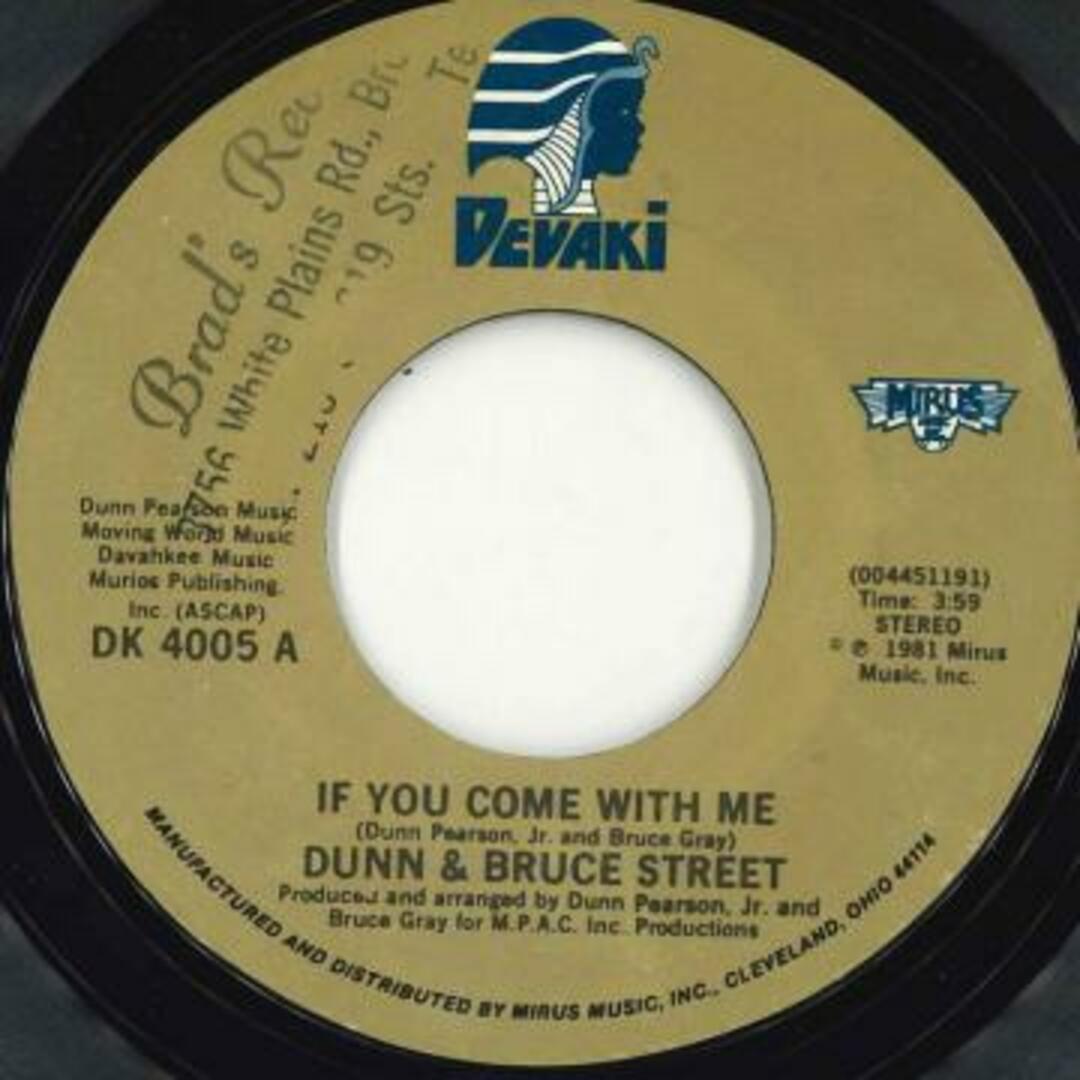 DEVAKI
Brad's
3756 White Plains Rd.,
219 Sts.
MIRUS
Dunn Pearson Music
Moving World Music
Davahkee Music
Murios Publishing,
Inc. (ASCAP)
DK 4005 A
(004451191)
Time: 3:59
STEREO
© ℗ 1981 Mirus
Music, Inc.
IF YOU COME WITH ME
(Dunn Pearson, Jr. and Bruce Gray)
DUNN & BRUCE STREET
Produced and arranged by Dunn Pearson, Jr. and
Bruce Gray for M.P.A.C. Inc. Productions
MANUFACTURED AND DISTRIBUTED BY MIRUS MUSIC, INC., CLEVELAND, OHIO 44114